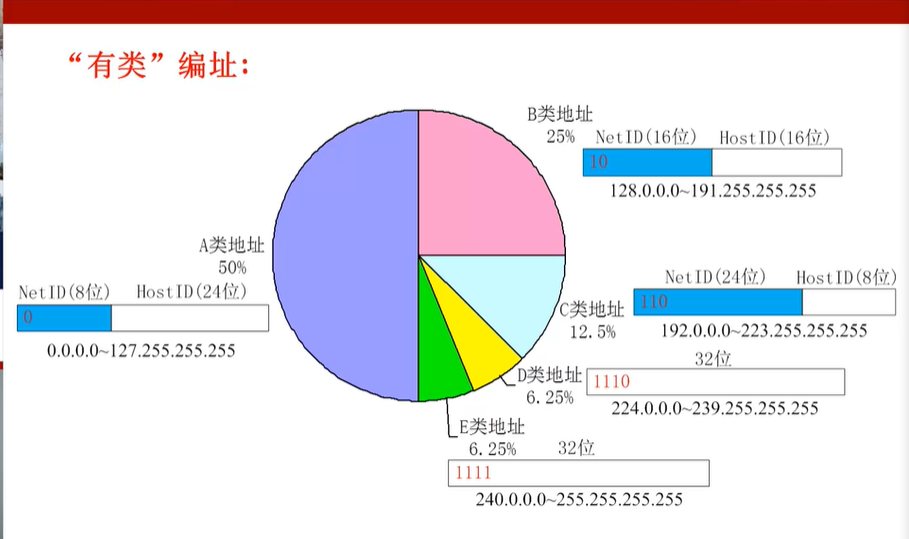 “有类”编址:
B类地址
25%
NetID(16位) HostID(16位)
10
128.0.0.0~191.255.255.255
A类地址
50%
NetID(8位) HostID(24位)
0
0.0.0.0~127.255.255.255
NetID(24位) HostID(8位)
110
C类地址
12.5%
192.0.0.0~223.255.255.255
32位
D类地址
6.25%
1110
224.0.0.0~239.255.255.255
E类地址
6.25%
32位
1111
240.0.0.0~255.255.255.255